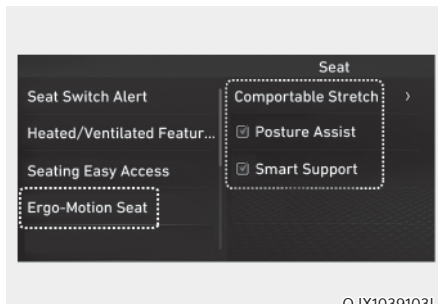 Seat
Seat Switch Alert
Heated/Ventilated Featur...
Seating Easy Access
Ergo-Motion Seat
Comportable Stretch >
Posture Assist
Smart Support